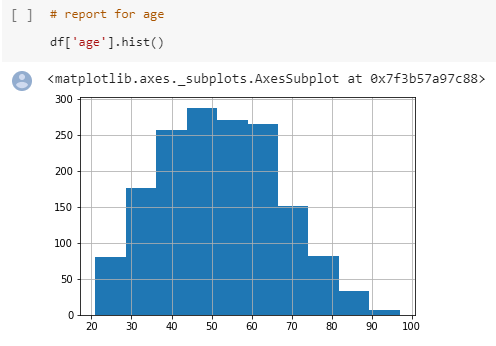 [ ] # report for age
df['age'].hist()
<matplotlib.axes._subplots.AxesSubplot at 0x7f3b57a97c88>
300
250
200
150
100
50
0
20 30 40 50 60 70 80 90 100